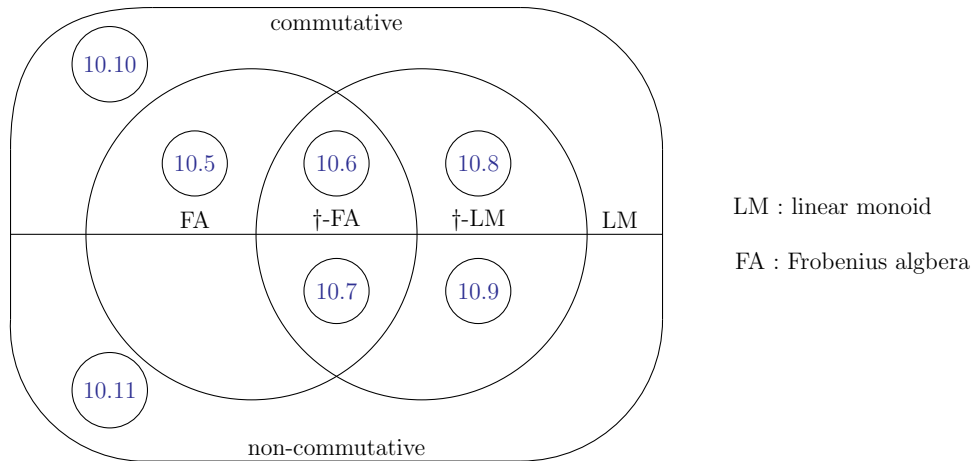 commutative
10.10
10.5
10.6
10.8
LM : linear monoid
FA
†-FA
†-LM
LM
FA : Frobenius algbera
10.7
10.9
10.11
non-commutative